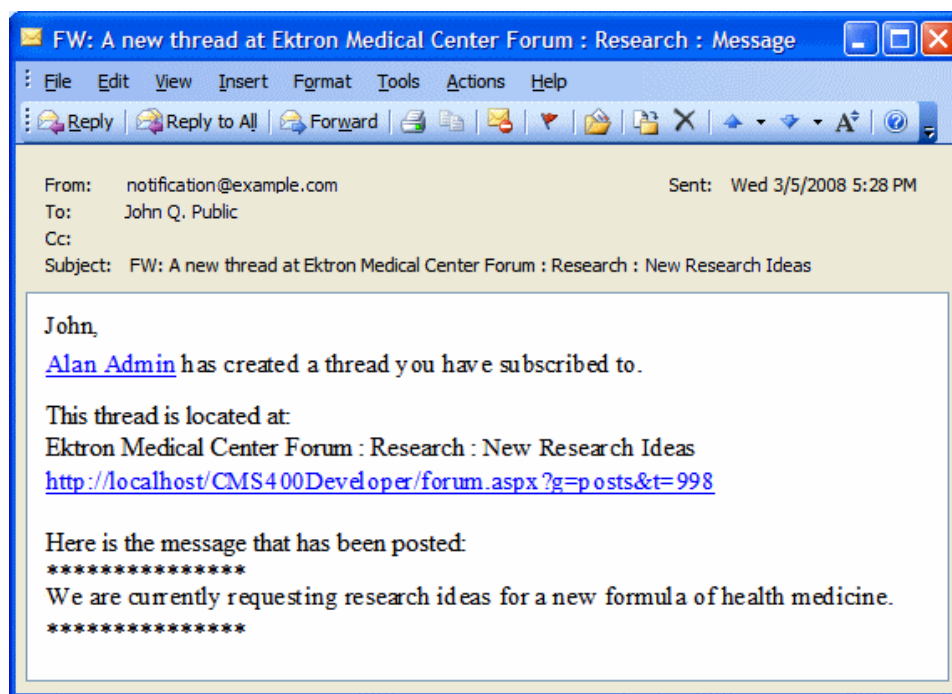 FW: A new thread at Ektron Medical Center Forum : Research : Message
File Edit View Insert Format Tools Actions Help
Reply Reply to All Forward
From: notification@example.com Sent: Wed 3/5/2008 5:28 PM
To: John Q. Public
Cc:
Subject: FW: A new thread at Ektron Medical Center Forum : Research : New Research Ideas
John,
Alan Admin has created a thread you have subscribed to.
This thread is located at:
Ektron Medical Center Forum : Research : New Research Ideas
http://localhost/CMS400Developer/forum.aspx?g=posts&t=998
Here is the message that has been posted:
***************
We are currently requesting research ideas for a new formula of health medicine.
***************